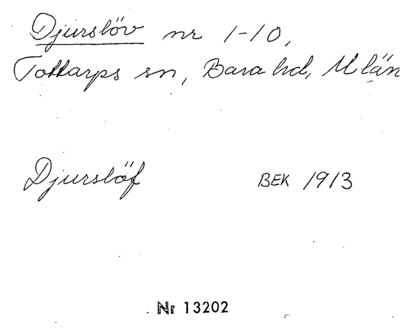 Djurslöv nr 1-10,
Tottarps sn, Bara hd, M län
Djurslöf BEK 1913
Nr 13202